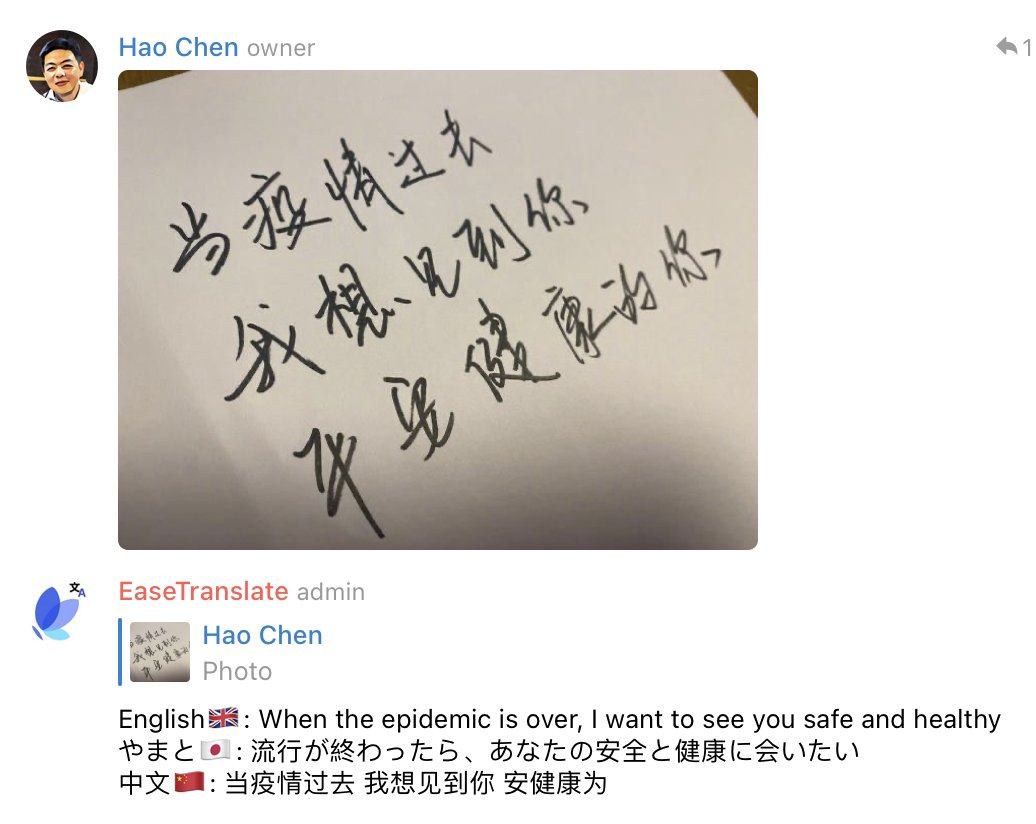 Hao Chen owner
1
当疫情过去
我想见到你
平安健康的你
文A
EaseTranslate admin
Hao Chen
Photo
English🇬🇧: When the epidemic is over, I want to see you safe and healthy
やまと🇯🇵: 流行が終わったら、あなたの安全と健康に会いたい
中文🇨🇳: 当疫情过去 我想见到你 安健康为